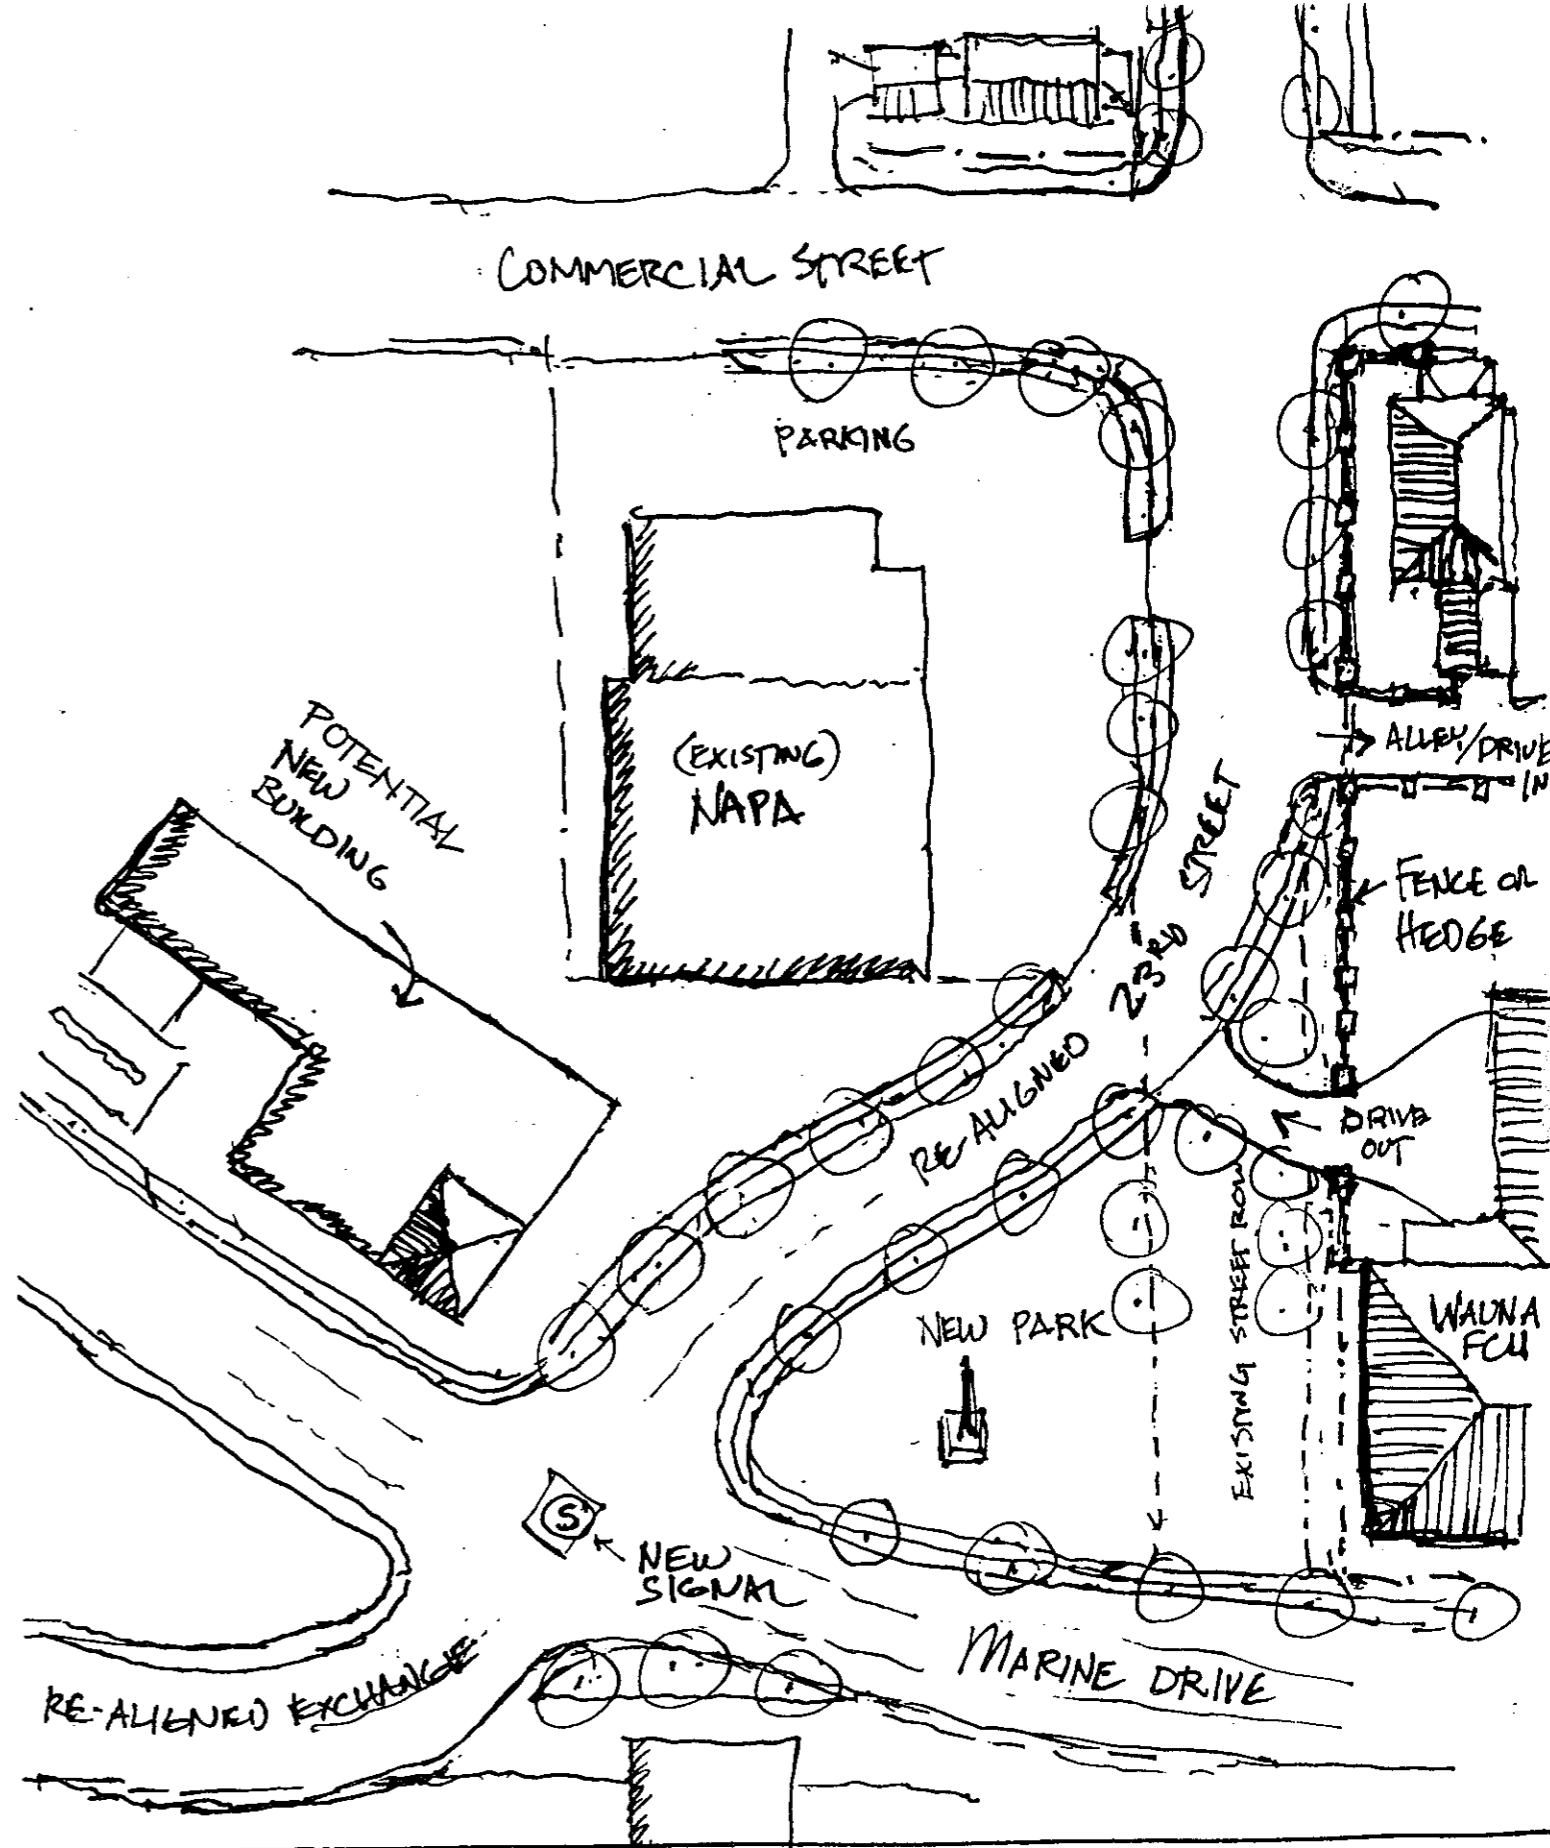 COMMERCIAL STREET
PARKING
(EXISTING)
NAPA
POTENTIAL
NEW
BUILDING
ALLEY/DRIVE
IN
FENCE OR
HEDGE
RE-ALIGNED 23RD STREET
DRIVE
OUT
EXISTING STREET ROW
NEW PARK
WAUNA
FCU
S
NEW
SIGNAL
MARINE DRIVE
RE-ALIGNED EXCHANGE